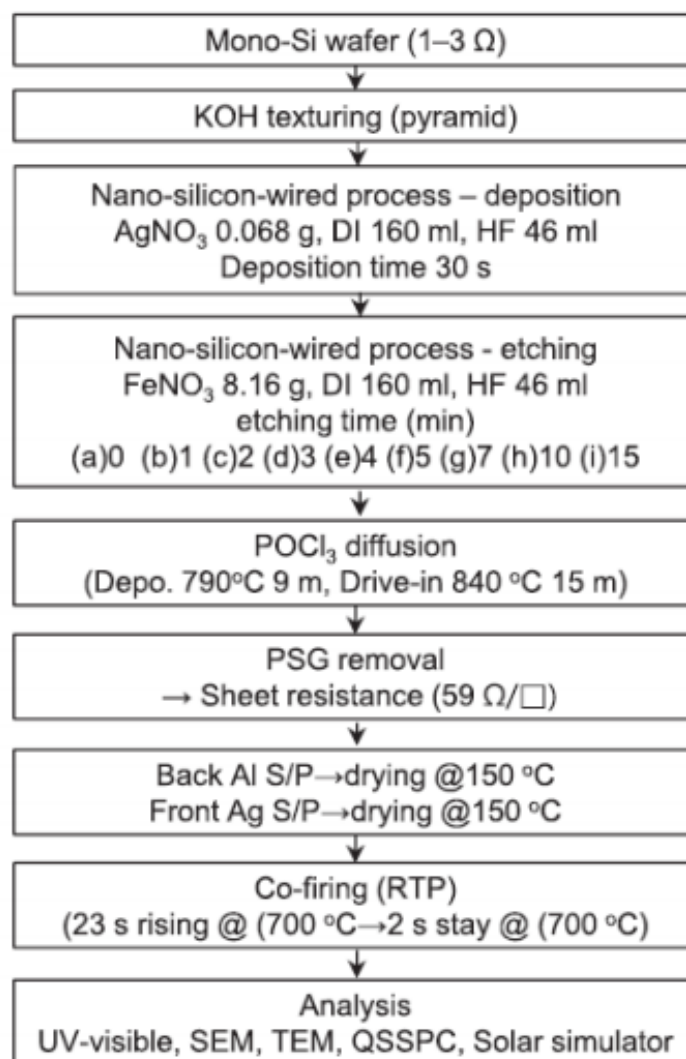 Mono-Si wafer (1–3 Ω)
KOH texturing (pyramid)
Nano-silicon-wired process – deposition
AgNO₃ 0.068 g, DI 160 ml, HF 46 ml
Deposition time 30 s
Nano-silicon-wired process - etching
FeNO₃ 8.16 g, DI 160 ml, HF 46 ml
etching time (min)
(a)0 (b)1 (c)2 (d)3 (e)4 (f)5 (g)7 (h)10 (i)15
POCl₃ diffusion
(Depo. 790°C 9 m, Drive-in 840 °C 15 m)
PSG removal
→ Sheet resistance (59 Ω/□)
Back Al S/P→drying @150 °C
Front Ag S/P→drying @150 °C
Co-firing (RTP)
(23 s rising @ (700 °C→2 s stay @ (700 °C)
Analysis
UV-visible, SEM, TEM, QSSPC, Solar simulator